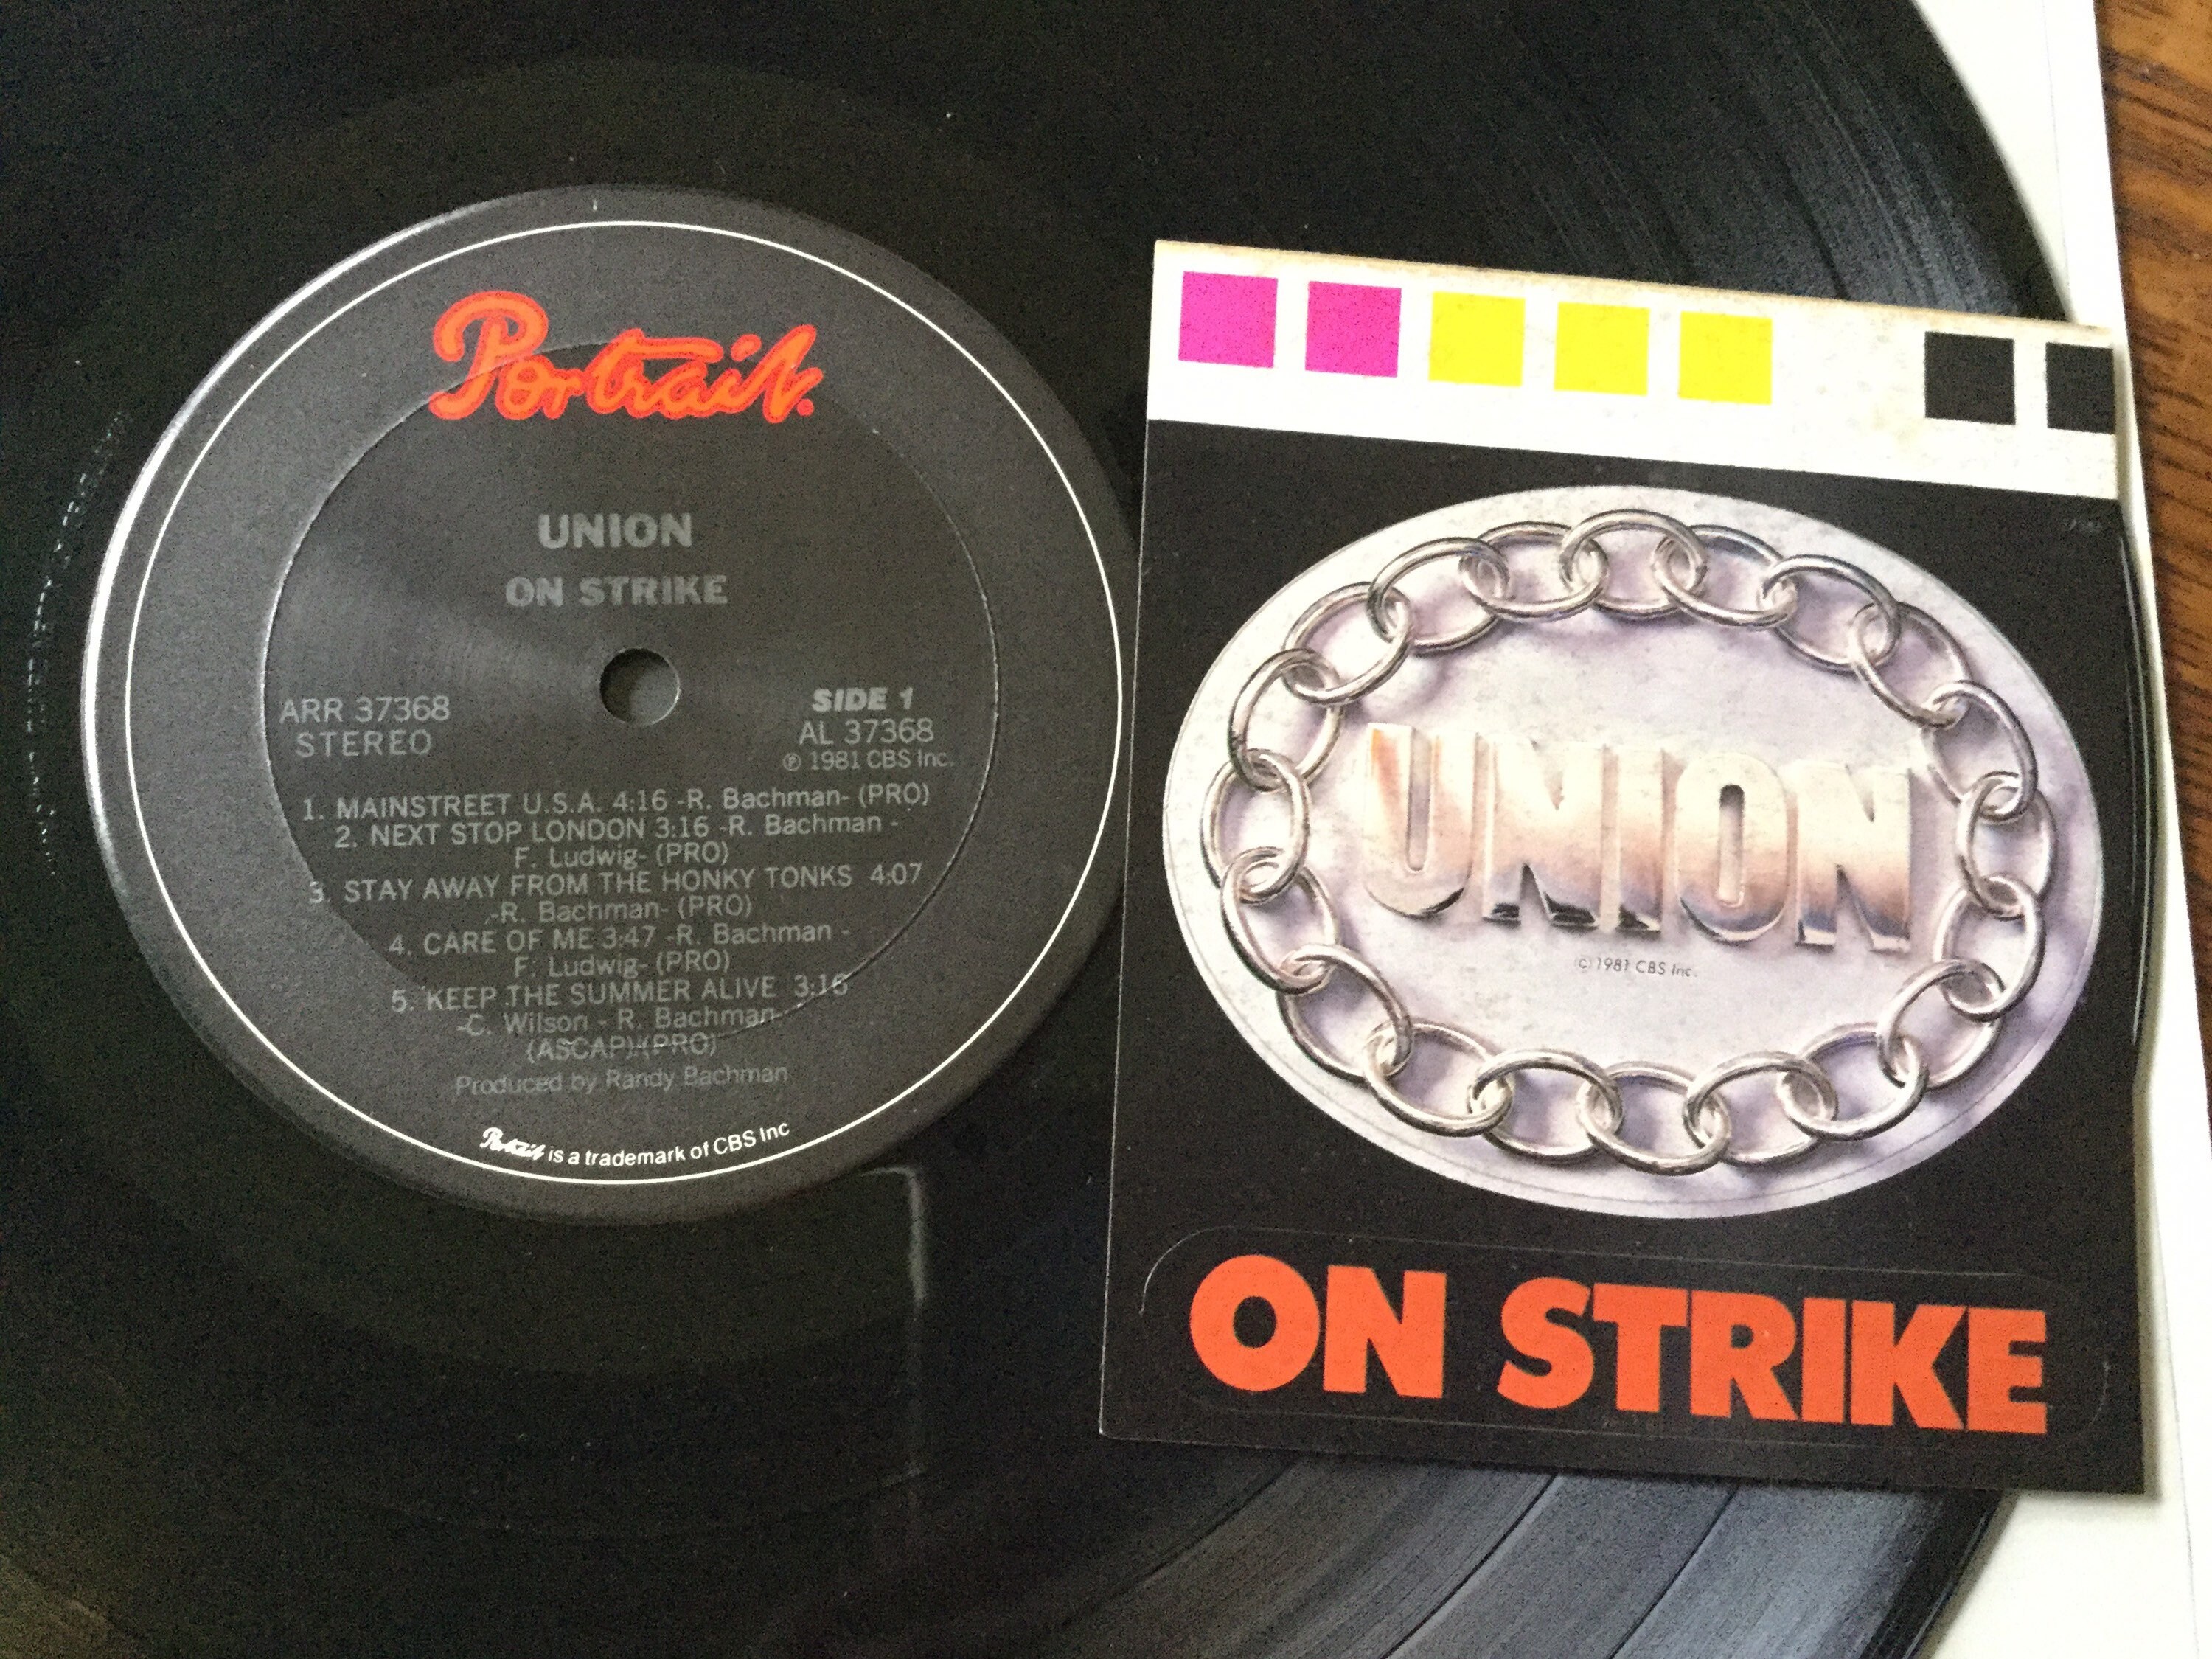 Portrait.
UNION
ON STRIKE
ARR 37368
STEREO
SIDE 1
AL 37368
℗ 1981 CBS Inc.
1. MAINSTREET U.S.A. 4:16 -R. Bachman- (PRO)
2. NEXT STOP LONDON 3:16 -R. Bachman -
F. Ludwig- (PRO)
3. STAY AWAY FROM THE HONKY TONKS 4:07
-R. Bachman- (PRO)
4. CARE OF ME 3:47 -R. Bachman -
F. Ludwig- (PRO)
5. KEEP THE SUMMER ALIVE 3:16
-C. Wilson - R. Bachman-
(ASCAP)(PRO)
Produced by Randy Bachman
Portrait is a trademark of CBS Inc
UNION
(c) 1981 CBS Inc.
ON STRIKE